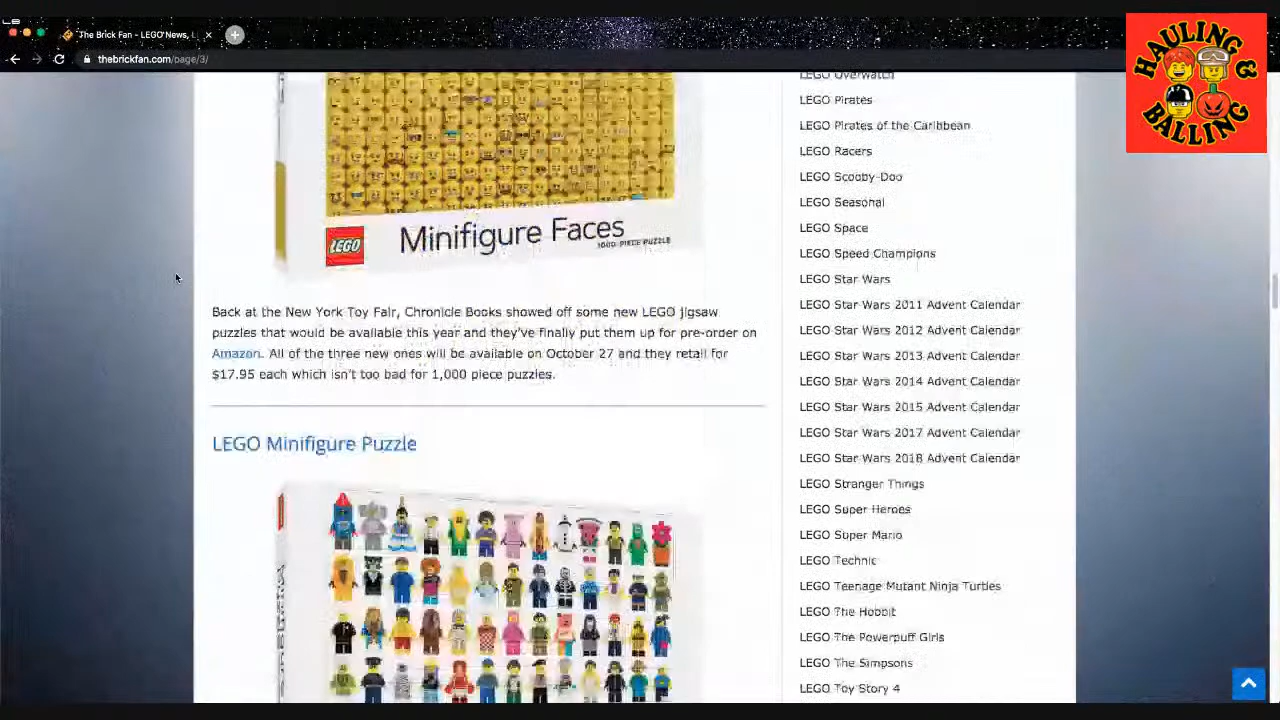 The Brick Fan - LEGO News, L
thebrickfan.com/page/3/
HAULING
BALLING
LEGO
Minifigure Faces
1000 PIECE PUZZLE
Back at the New York Toy Fair, Chronicle Books showed off some new LEGO jigsaw
puzzles that would be available this year and they've finally put them up for pre-order on
Amazon. All of the three new ones will be available on October 27 and they retail for
$17.95 each which isn't too bad for 1,000 piece puzzles.
LEGO Minifigure Puzzle
LEGO Overwatch
LEGO Pirates
LEGO Pirates of the Caribbean
LEGO Racers
LEGO Scooby-Doo
LEGO Seasonal
LEGO Space
LEGO Speed Champions
LEGO Star Wars
LEGO Star Wars 2011 Advent Calendar
LEGO Star Wars 2012 Advent Calendar
LEGO Star Wars 2013 Advent Calendar
LEGO Star Wars 2014 Advent Calendar
LEGO Star Wars 2015 Advent Calendar
LEGO Star Wars 2017 Advent Calendar
LEGO Star Wars 2018 Advent Calendar
LEGO Stranger Things
LEGO Super Heroes
LEGO Super Mario
LEGO Technic
LEGO Teenage Mutant Ninja Turtles
LEGO The Hobbit
LEGO The Powerpuff Girls
LEGO The Simpsons
LEGO Toy Story 4